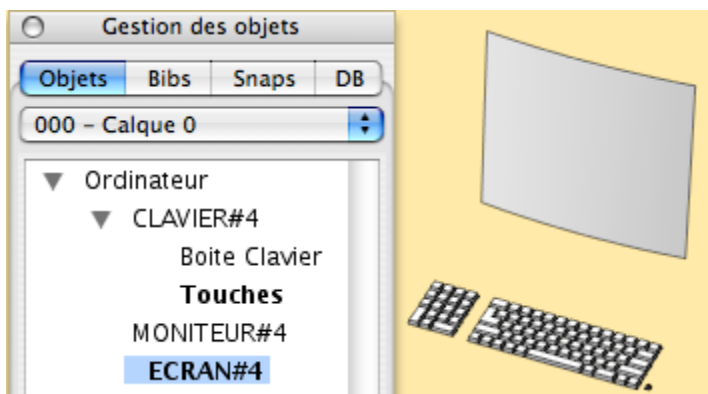 Gestion des objets
Objets Bibs Snaps DB
000 – Calque 0
Ordinateur
CLAVIER#4
Boite Clavier
Touches
MONITEUR#4
ECRAN#4